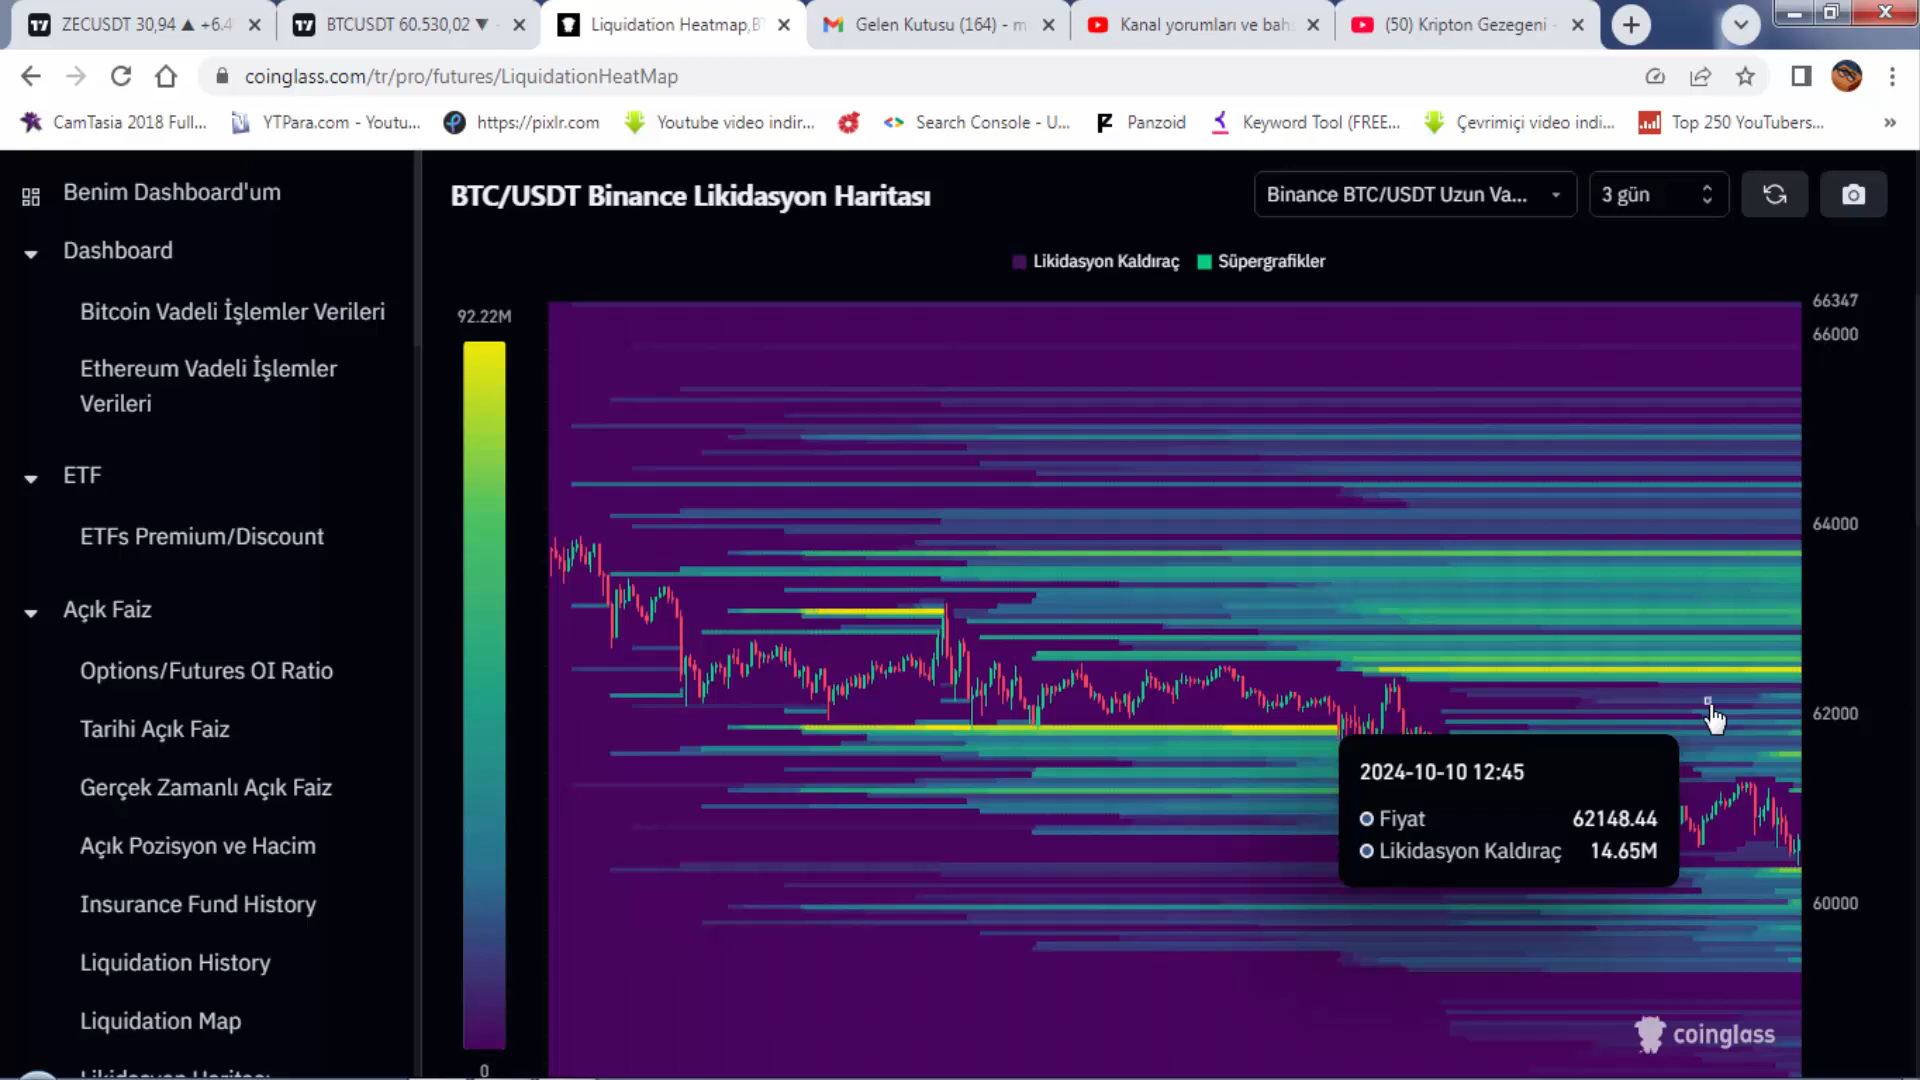 ZECUSDT 30,94 ▲ +6.4
BTCUSDT 60.530,02 ▼
Liquidation Heatmap,B
Gelen Kutusu (164) - m
Kanal yorumları ve bah
(50) Kripton Gezegeni -
coinglass.com/tr/pro/futures/LiquidationHeatMap
CamTasia 2018 Full...
YTPara.com - Youtu...
https://pixlr.com
Youtube video indir...
Search Console - U...
Panzoid
Keyword Tool (FREE...
Çevrimiçi video indi...
Top 250 YouTubers...
»
Benim Dashboard'um
Dashboard
Bitcoin Vadeli İşlemler Verileri
Ethereum Vadeli İşlemler
Verileri
ETF
ETFs Premium/Discount
Açık Faiz
Options/Futures OI Ratio
Tarihi Açık Faiz
Gerçek Zamanlı Açık Faiz
Açık Pozisyon ve Hacim
Insurance Fund History
Liquidation History
Liquidation Map
BTC/USDT Binance Likidasyon Haritası
Binance BTC/USDT Uzun Va...
3 gün
Likidasyon Kaldıraç
Süpergrafikler
92.22M
0
66347
66000
64000
62000
60000
2024-10-10 12:45
Fiyat 62148.44
Likidasyon Kaldıraç 14.65M
coinglass